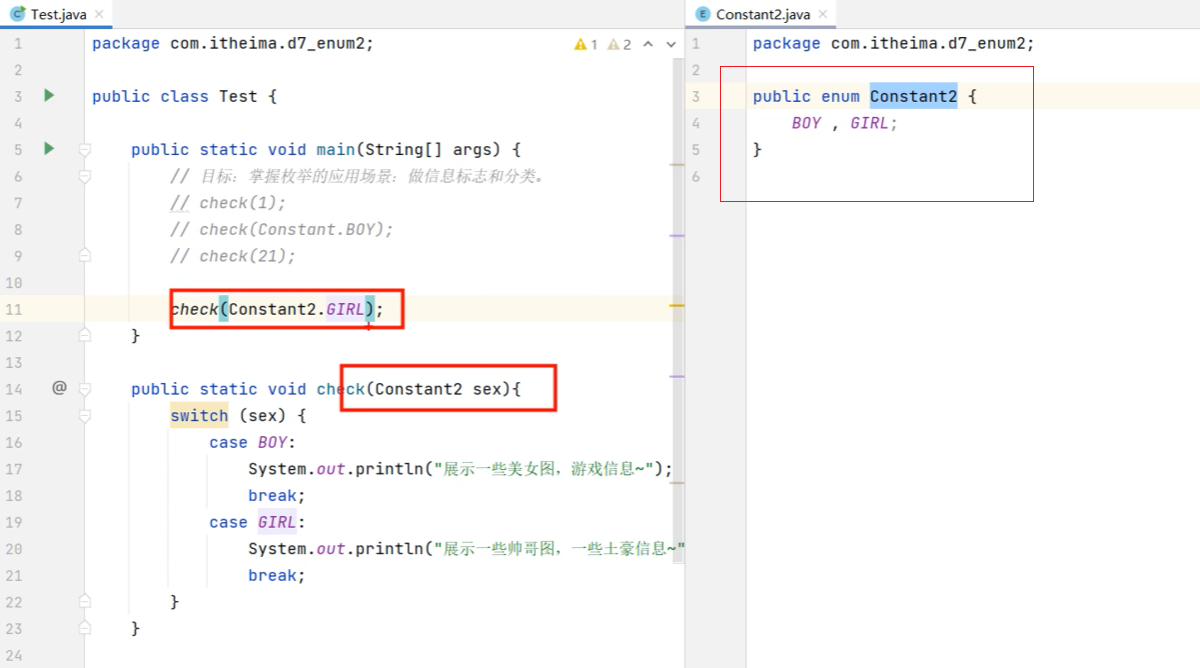 Test.java
Constant2.java
1 package com.itheima.d7_enum2;
1 2
2
3 public class Test {
4
5 public static void main(String[] args) {
6 // 目标：掌握枚举的应用场景：做信息标志和分类。
7 // check(1);
8 // check(Constant.BOY);
9 // check(21);
10
11 check(Constant2.GIRL);
12 }
13
14 @ public static void check(Constant2 sex){
15 switch (sex) {
16 case BOY:
17 System.out.println("展示一些美女图，游戏信息~");
18 break;
19 case GIRL:
20 System.out.println("展示一些帅哥图，一些土豪信息~"
21 break;
22 }
23 }
24
1 package com.itheima.d7_enum2;
2
3 public enum Constant2 {
4 BOY , GIRL;
5 }
6